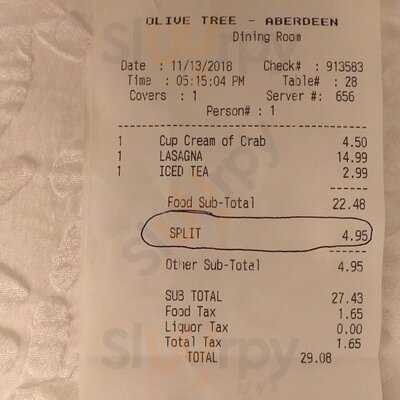 OLIVE TREE - ABERDEEN
Dining Room
Date : 11/13/2018 Check# : 913583
Time : 05:15:04 PM Table# : 28
Covers : 1 Server #: 656
Person# : 1
1 Cup Cream of Crab 4.50
1 LASAGNA 14.99
1 ICED TEA 2.99
Food Sub-Total 22.48
SPLIT 4.95
Other Sub-Total 4.95
SUB TOTAL 27.43
Food Tax 1.65
Liquor Tax 0.00
Total Tax 1.65
TOTAL 29.08
Slurrpy